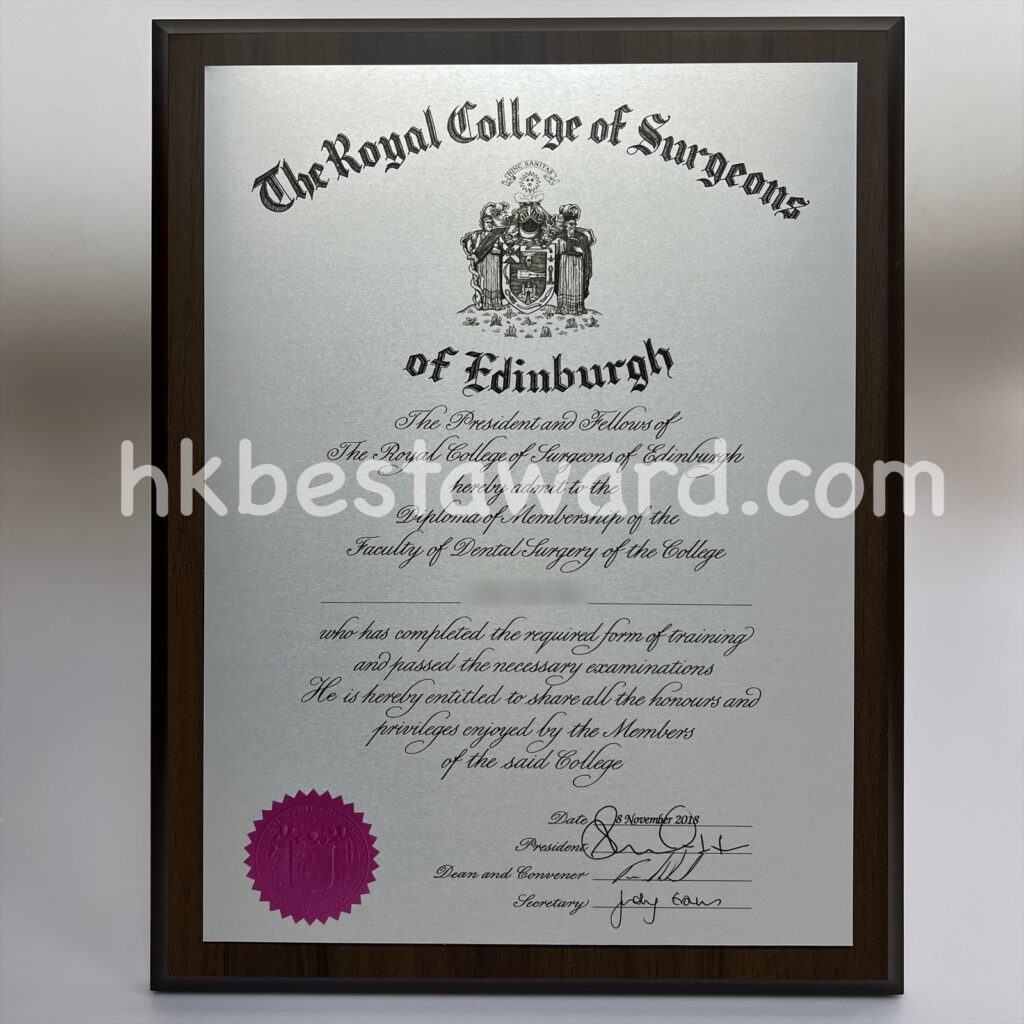 The Royal College of Surgeons
HINC SANITAS
of Edinburgh
The President and Fellows of
The Royal College of Surgeons of Edinburgh
hkbestaward.com
hereby admit to the
Diploma of Membership of the
Faculty of Dental Surgery of the College
who has completed the required form of training
and passed the necessary examinations
He is hereby entitled to share all the honours and
privileges enjoyed by the Members
of the said College
Date 8 November 2018
President
Dean and Convener
Secretary Judy Evans